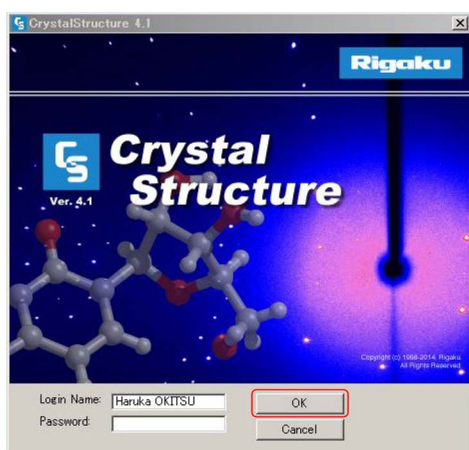 CrystalStructure 4.1
Rigaku
CS
Crystal
Structure
Ver. 4.1
Copyright (c) 1998-2014, Rigaku.
All Rights Reserved.
Login Name: Haruka OKITSU
OK
Password:
Cancel